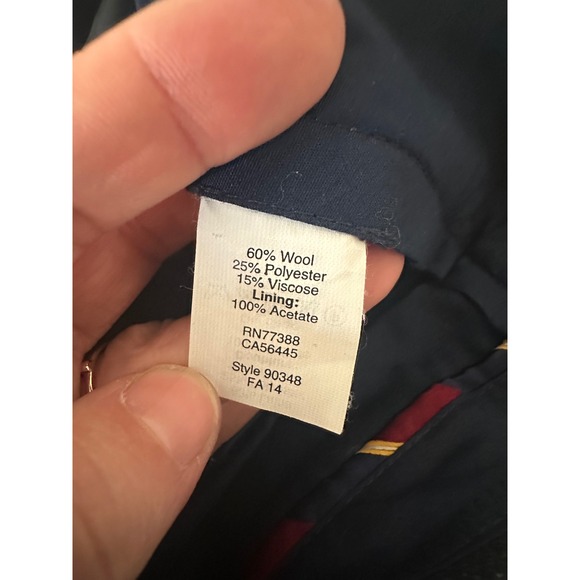 60% Wool
25% Polyester
15% Viscose
Lining:
100% Acetate
RN77388
CA56445
Style 90348
FA 14